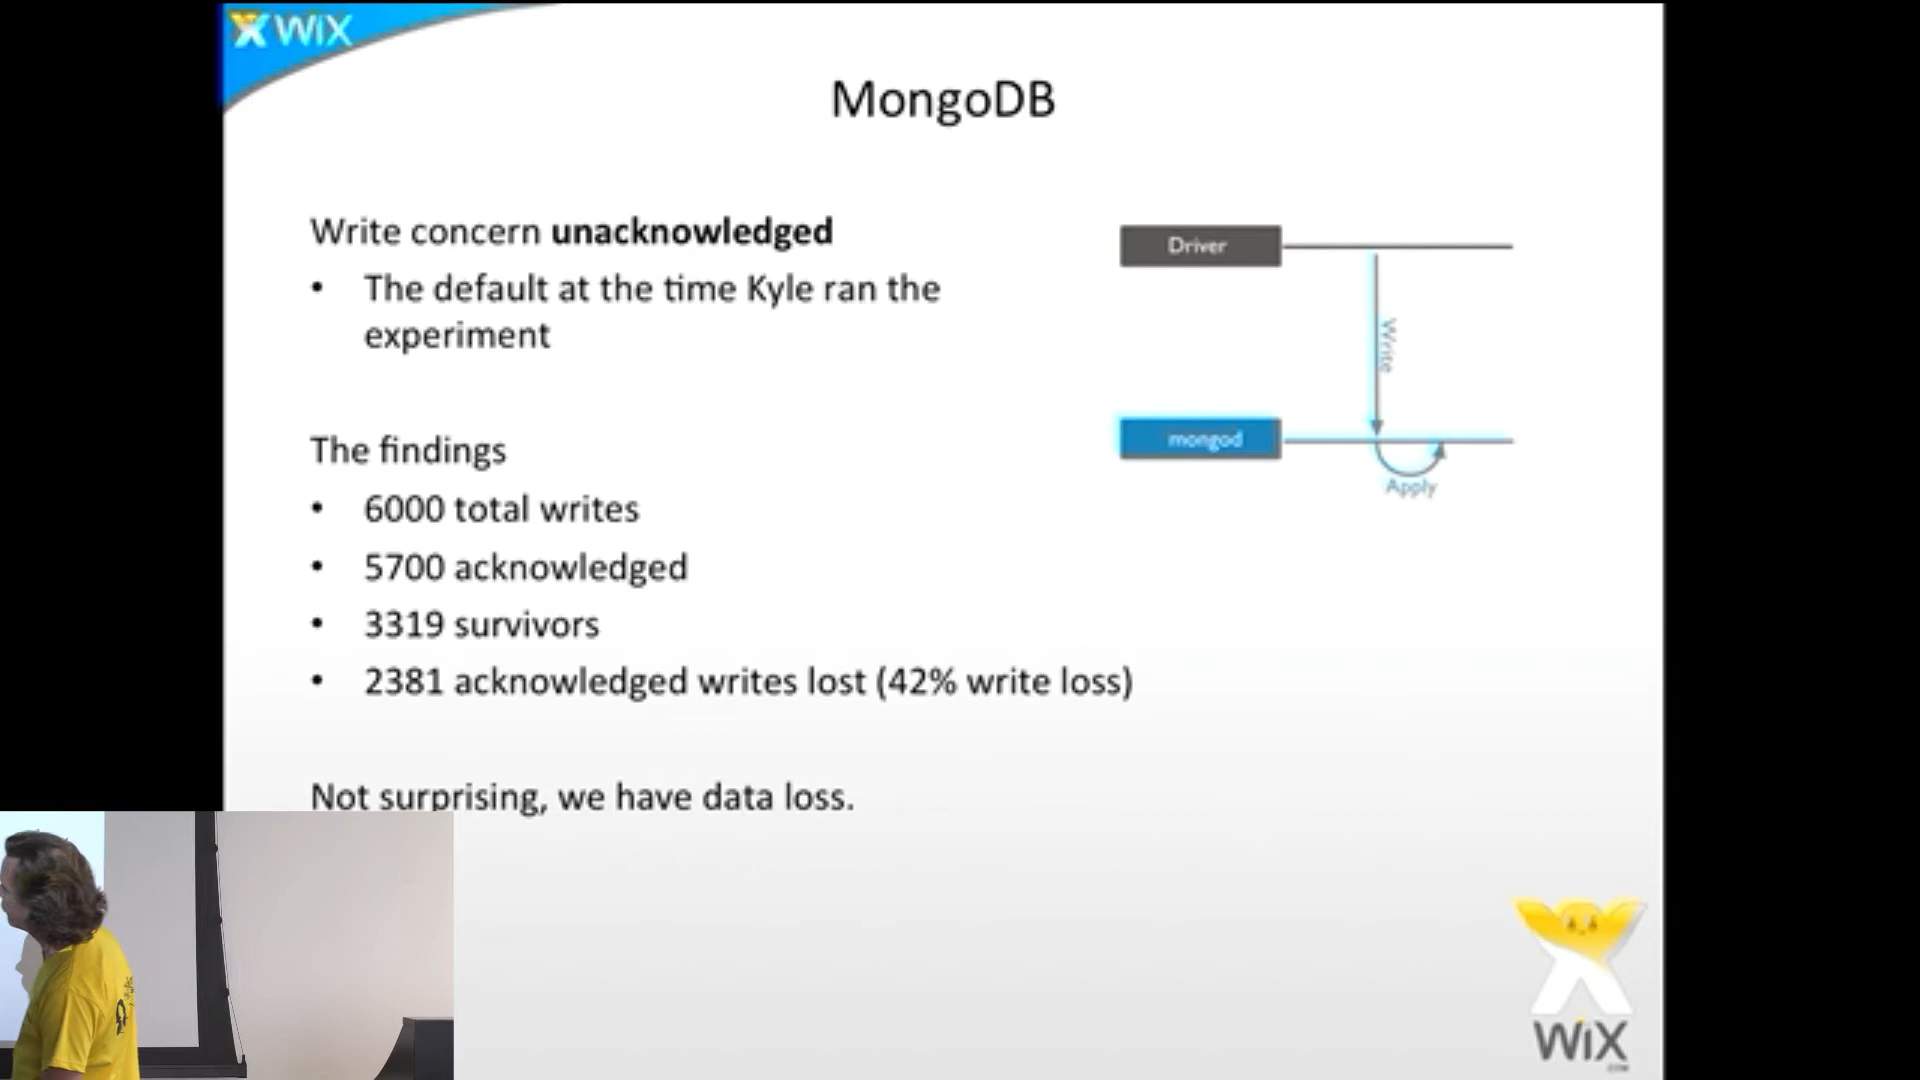 WiX
MongoDB
Write concern unacknowledged
• The default at the time Kyle ran the
experiment
The findings
• 6000 total writes
• 5700 acknowledged
• 3319 survivors
• 2381 acknowledged writes lost (42% write loss)
Not surprising, we have data loss.
Driver
Write
mongod
Apply
WiX
.COM